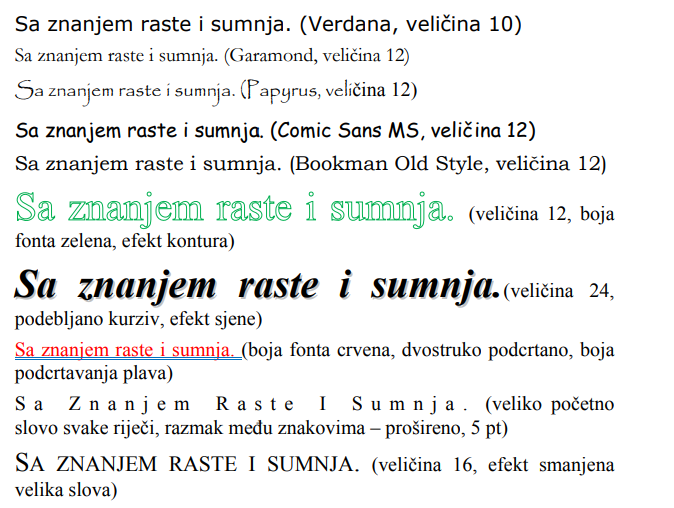 Sa znanjem raste i sumnja. (Verdana, veličina 10)
Sa znanjem raste i sumnja. (Garamond, veličina 12)
Sa znanjem raste i sumnja. (Papyrus, veličina 12)
Sa znanjem raste i sumnja. (Comic Sans MS, veličina 12)
Sa znanjem raste i sumnja. (Bookman Old Style, veličina 12)
Sa znanjem raste i sumnja. (veličina 12, boja
fonta zelena, efekt kontura)
Sa znanjem raste i sumnja.(veličina 24,
podebljano kurziv, efekt sjene)
Sa znanjem raste i sumnja. (boja fonta crvena, dvostruko podcrtano, boja
podcrtavanja plava)
Sa Znanjem Raste I Sumnja. (veliko početno
slovo svake riječi, razmak među znakovima – prošireno, 5 pt)
SA ZNANJEM RASTE I SUMNJA. (veličina 16, efekt smanjena
velika slova)